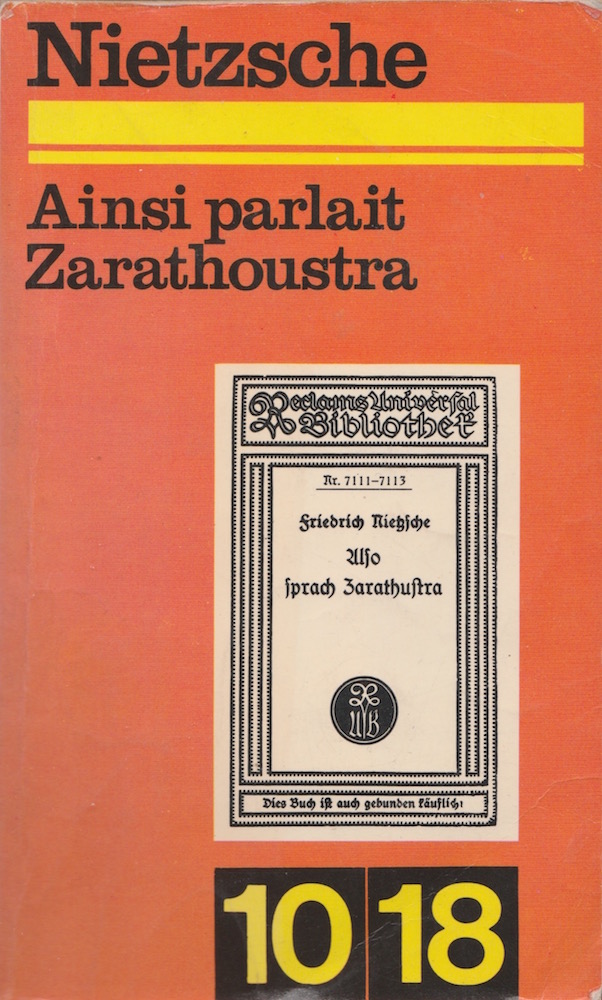 Nietzsche
Ainsi parlait
Zarathoustra
Reclams Universal
Bibliothek
Nr. 7111–7113
Friedrich Nietzsche
Also
sprach Zarathustra
R
UB
Dies Buch ist auch gebunden käuflich!
10 18